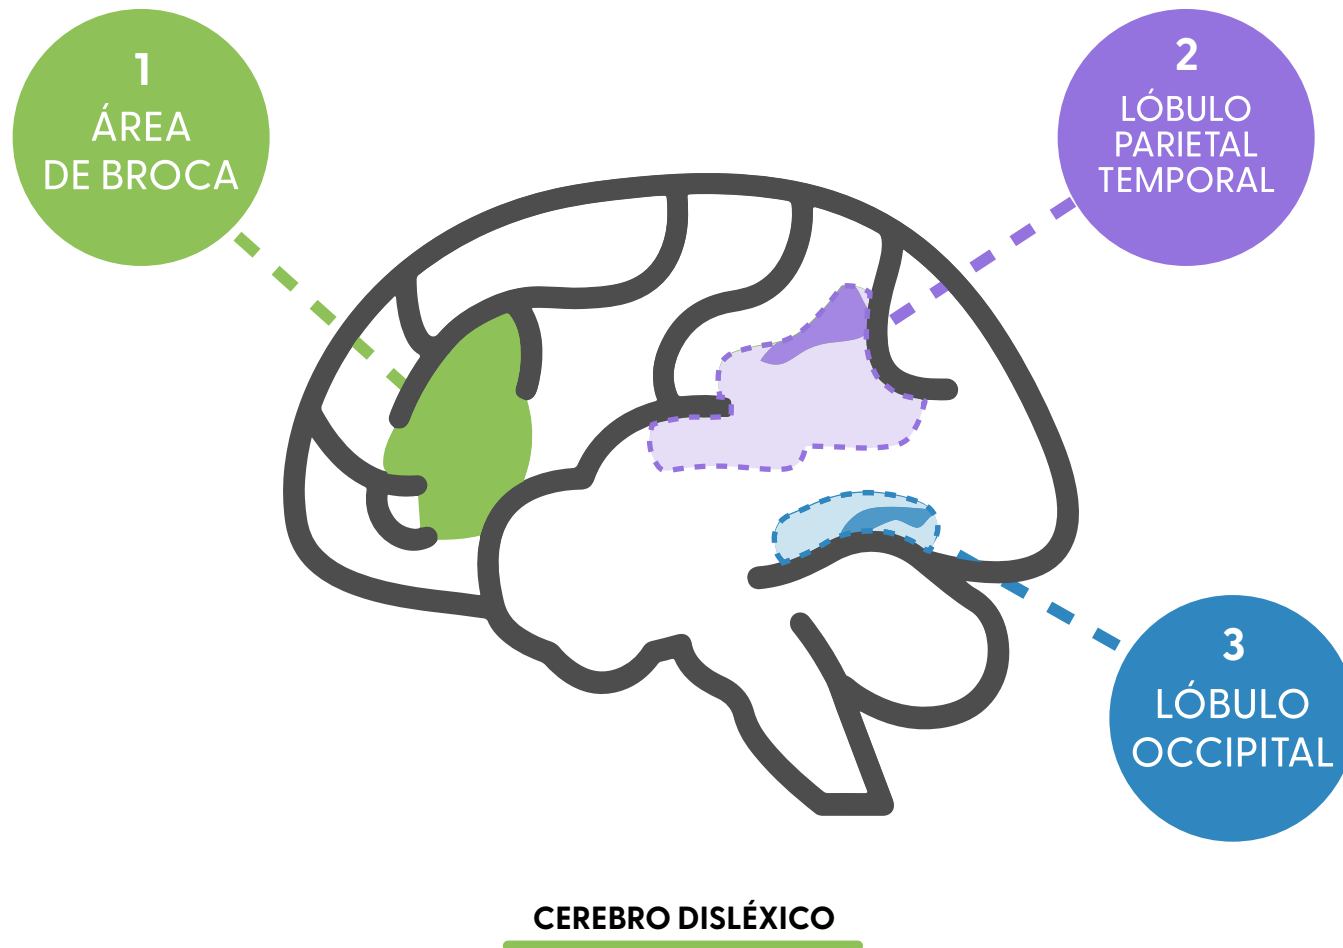 1
ÁREA
DE BROCA
2
LÓBULO
PARIETAL
TEMPORAL
3
LÓBULO
OCCIPITAL
CEREBRO DISLÉXICO